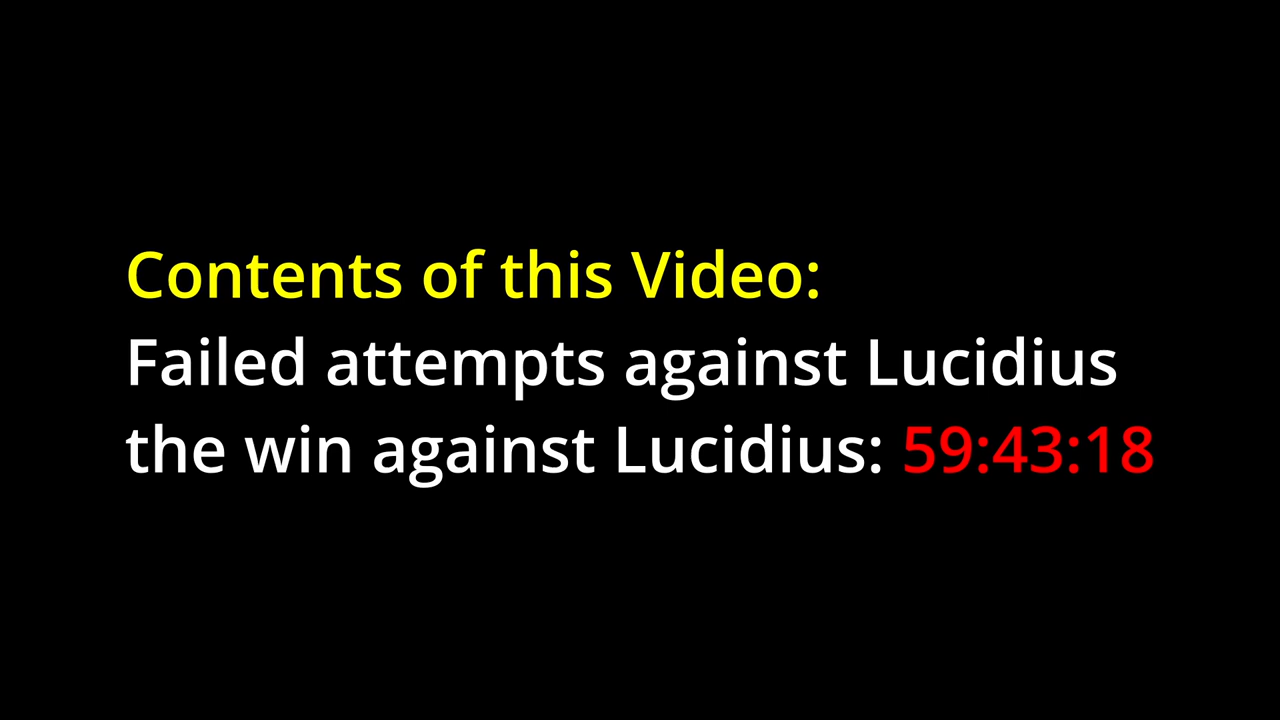 Contents of this Video:
Failed attempts against Lucidius
the win against Lucidius: 59:43:18